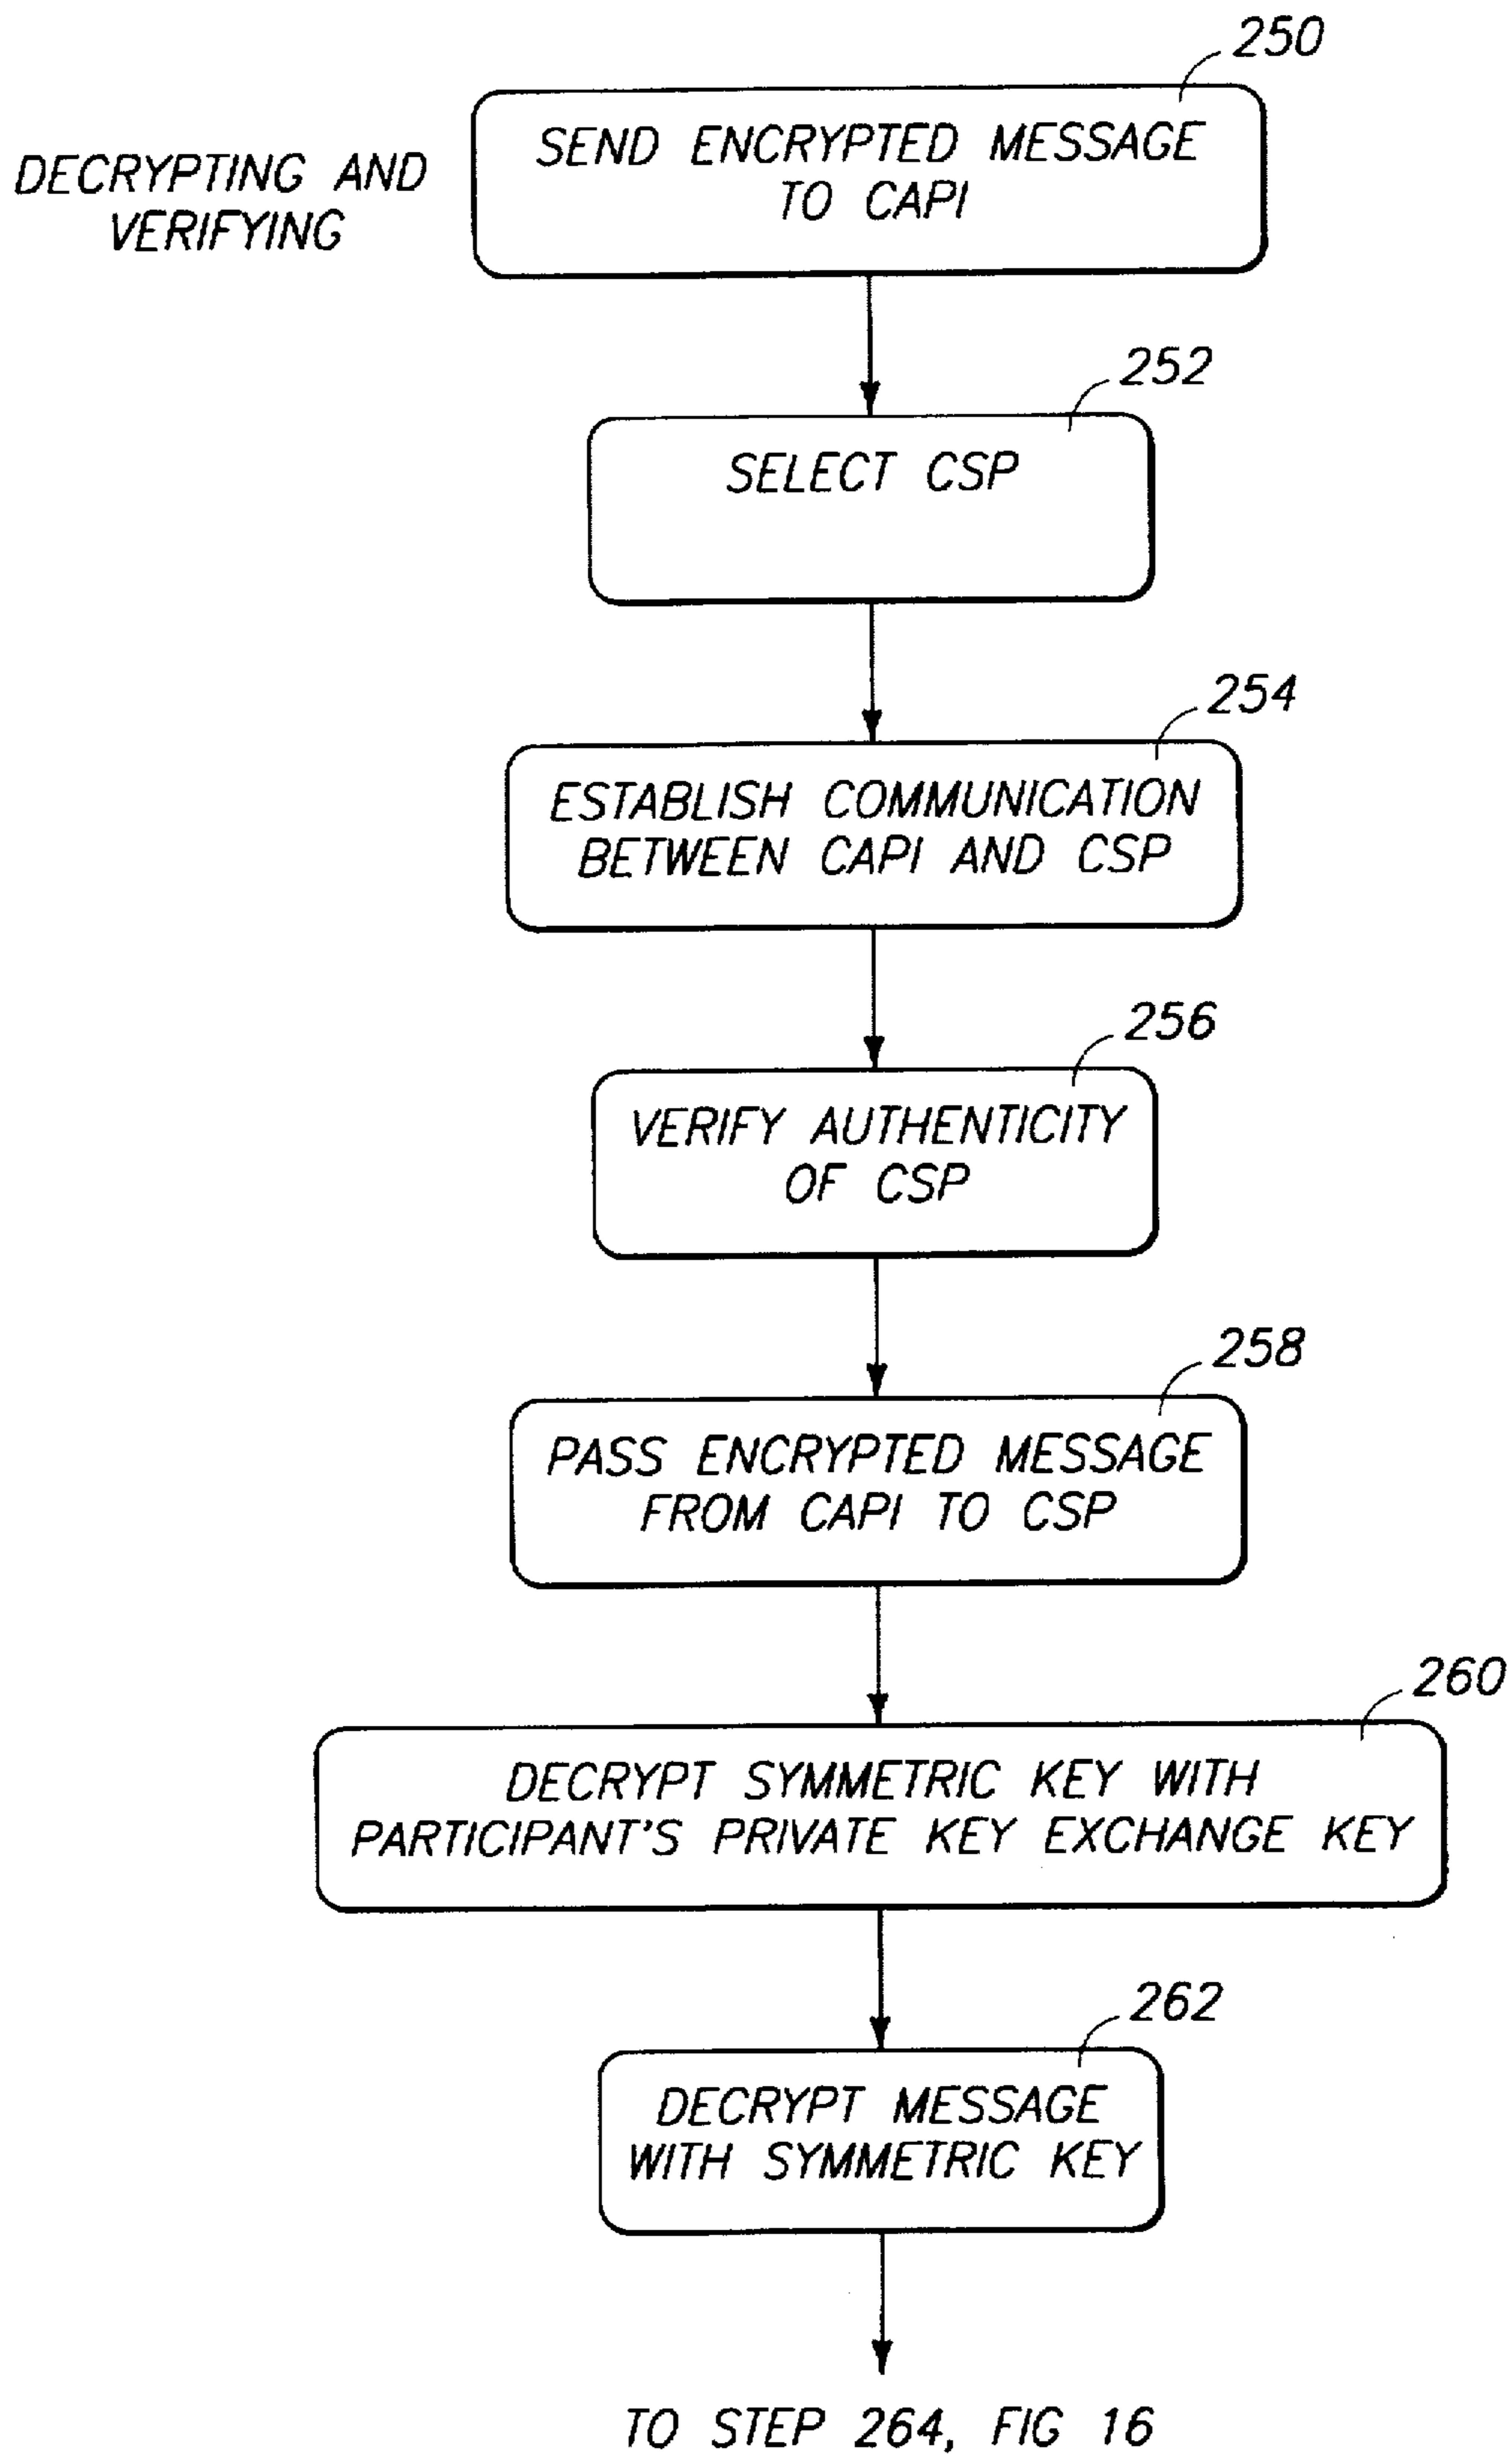 250
SEND ENCRYPTED MESSAGE
TO CAPI
DECRYPTING AND
VERIFYING
252
SELECT CSP
254
ESTABLISH COMMUNICATION
BETWEEN CAPI AND CSP
256
VERIFY AUTHENTICITY
OF CSP
258
PASS ENCRYPTED MESSAGE
FROM CAPI TO CSP
260
DECRYPT SYMMETRIC KEY WITH
PARTICIPANT'S PRIVATE KEY EXCHANGE KEY
262
DECRYPT MESSAGE
WITH SYMMETRIC KEY
TO STEP 264, FIG 16